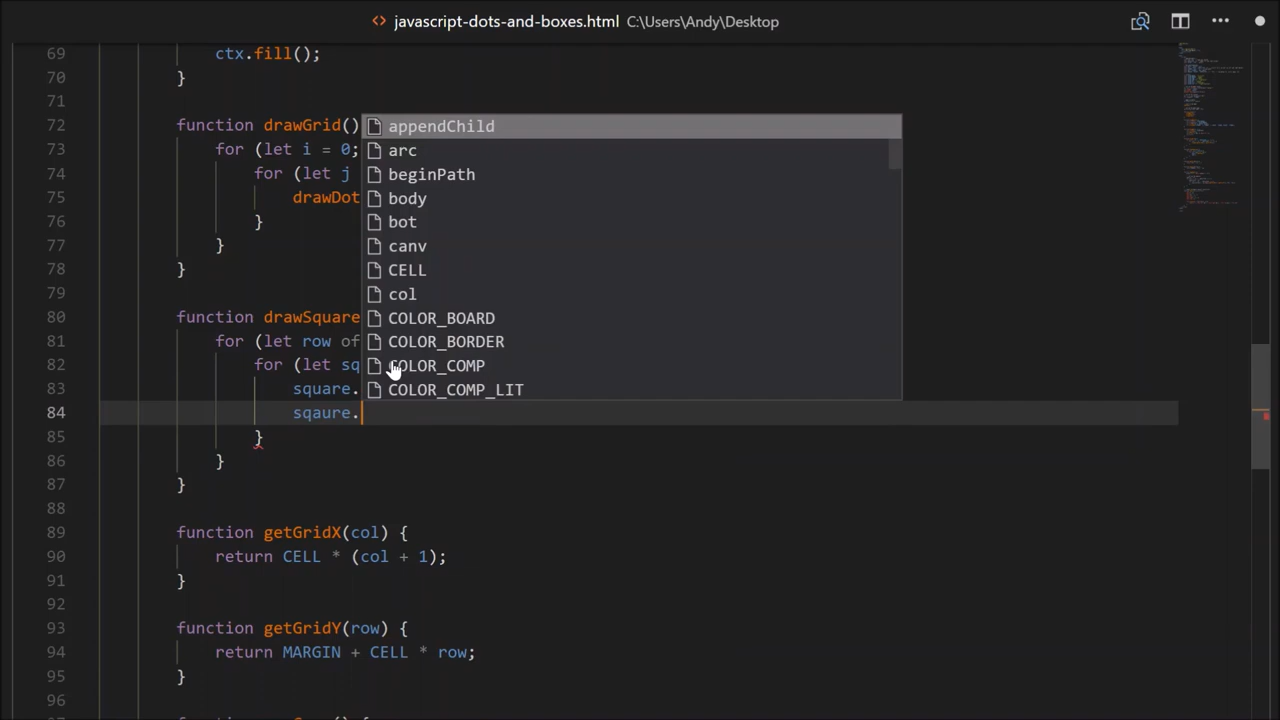 javascript-dots-and-boxes.html C:\Users\Andy\Desktop
69 ctx.fill();
70 }
71
72 function drawGrid()
73 for (let i = 0;
74 for (let j
75 drawDot
76 }
77 }
78 }
79
80 function drawSquare
81 for (let row of
82 for (let sq
83 square.
84 sqaure.
85 }
86 }
87 }
88
89 function getGridX(col) {
90 return CELL * (col + 1);
91 }
92
93 function getGridY(row) {
94 return MARGIN + CELL * row;
95 }
96
appendChild
arc
beginPath
body
bot
canv
CELL
col
COLOR_BOARD
COLOR_BORDER
COLOR_COMP
COLOR_COMP_LIT